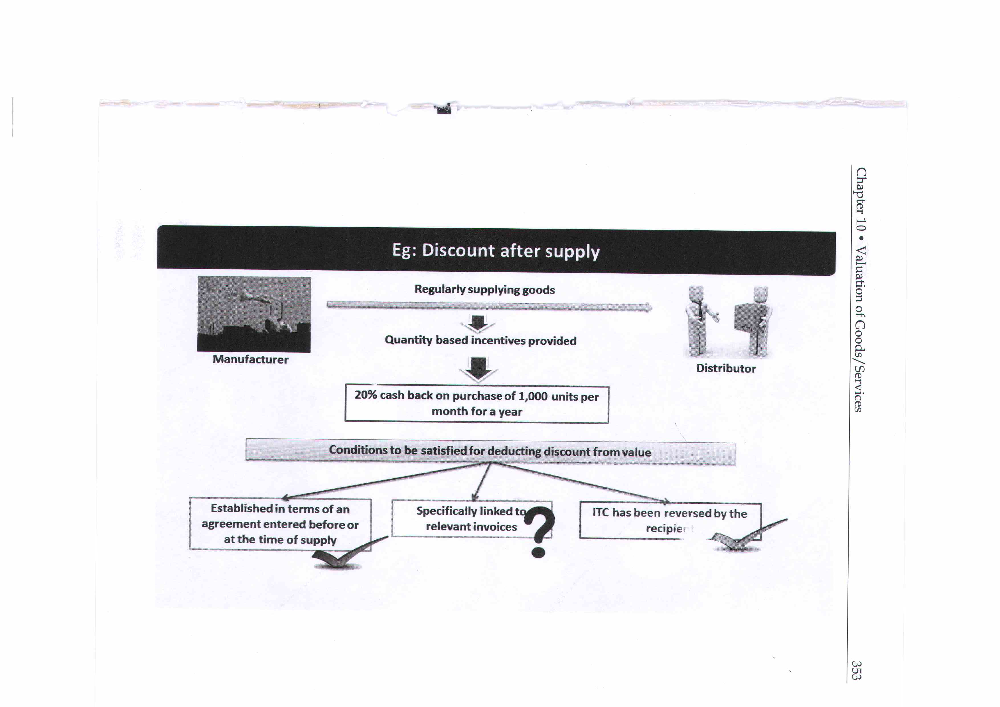 Chapter 10 • Valuation of Goods/Services
353
Eg: Discount after supply
Regularly supplying goods
Quantity based incentives provided
Manufacturer
Distributor
20% cash back on purchase of 1,000 units per
month for a year
Conditions to be satisfied for deducting discount from value
Established in terms of an
agreement entered before or
at the time of supply
Specifically linked to
relevant invoices
?
ITC has been reversed by the
recipient